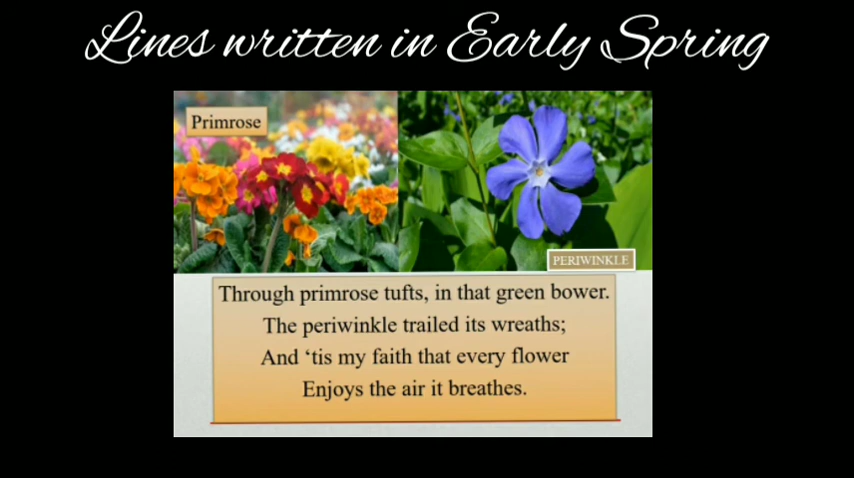 Lines written in Early Spring
Primrose
PERIWINKLE
Through primrose tufts, in that green bower.
The periwinkle trailed its wreaths;
And ‘tis my faith that every flower
Enjoys the air it breathes.